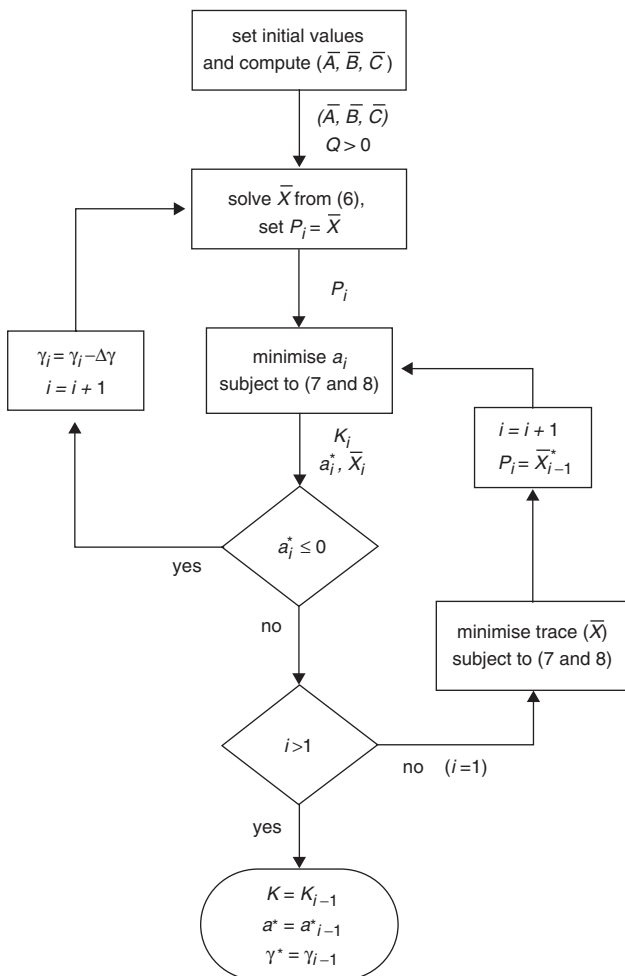 set initial values
and compute (A̅, B̅, C̅)
(A̅, B̅, C̅)
Q > 0
solve X̅ from (6),
set Pᵢ = X̅
Pᵢ
γᵢ = γᵢ – Δγ
i = i + 1
minimise aᵢ
subject to (7 and 8)
Kᵢ
aᵢ*, X̅ᵢ
i = i + 1
Pᵢ = X̅*ᵢ₋₁
aᵢ* ≤ 0
yes
no
minimise trace (X̅)
subject to (7 and 8)
i >1
no (i =1)
yes
K = Kᵢ₋₁
a* = a*ᵢ₋₁
γ* = γᵢ₋₁